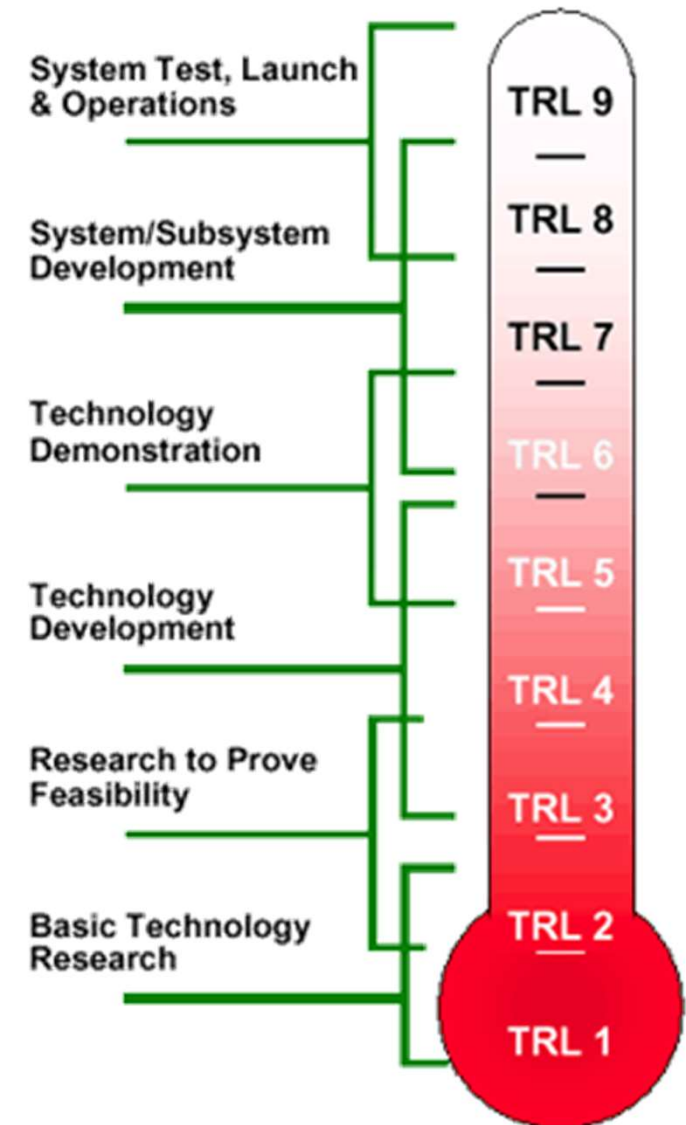 System Test, Launch
& Operations
System/Subsystem
Development
Technology
Demonstration
Technology
Development
Research to Prove
Feasibility
Basic Technology
Research
TRL 9
TRL 8
TRL 7
TRL 6
TRL 5
TRL 4
TRL 3
TRL 2
TRL 1